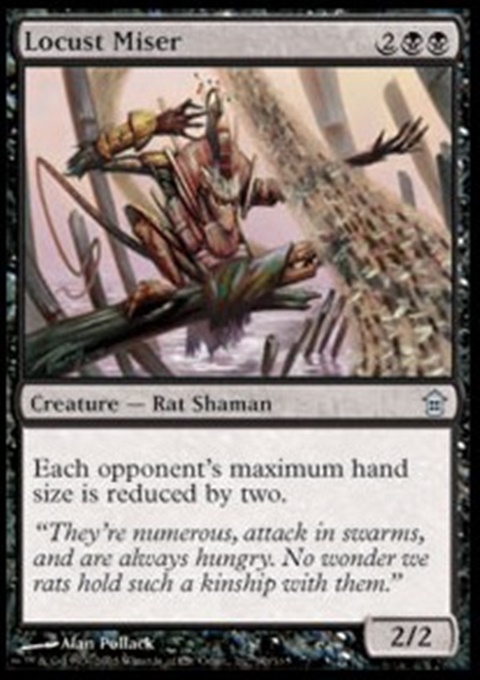 Locust Miser 2
Creature — Rat Shaman
Each opponent's maximum hand
size is reduced by two.
"They're numerous, attack in swarms,
and are always hungry. No wonder we
rats hold such a kinship with them."
Alan Pollack
2/2